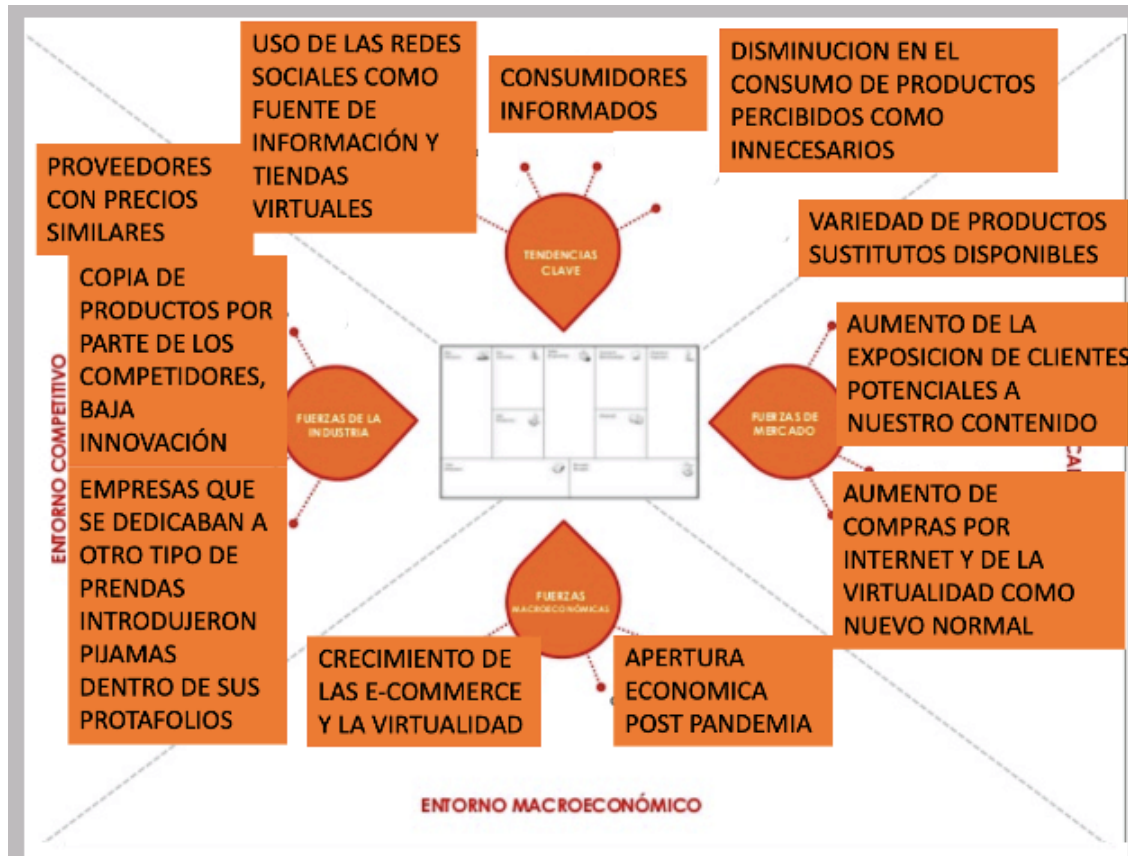 USO DE LAS REDES
SOCIALES COMO
FUENTE DE
INFORMACIÓN Y
TIENDAS
VIRTUALES
CONSUMIDORES
INFORMADOS
DISMINUCION EN EL
CONSUMO DE PRODUCTOS
PERCIBIDOS COMO
INNECESARIOS
PROVEEDORES
CON PRECIOS
SIMILARES
VARIEDAD DE PRODUCTOS
SUSTITUTOS DISPONIBLES
TENDENCIAS
CLAVE
COPIA DE
PRODUCTOS POR
PARTE DE LOS
COMPETIDORES,
BAJA
INNOVACIÓN
ENTORNO COMPETITIVO
FUERZAS DE LA
INDUSTRIA
FUERZAS DE
MERCADO
AUMENTO DE LA
EXPOSICION DE CLIENTES
POTENCIALES A
NUESTRO CONTENIDO
EMPRESAS QUE
SE DEDICABAN A
OTRO TIPO DE
PRENDAS
INTRODUJERON
PIJAMAS
DENTRO DE SUS
PROTAFOLIOS
AUMENTO DE
COMPRAS POR
INTERNET Y DE LA
VIRTUALIDAD COMO
NUEVO NORMAL
FUERZAS
MACROECONÓMICAS
CRECIMIENTO DE
LAS E-COMMERCE
Y LA VIRTUALIDAD
APERTURA
ECONOMICA
POST PANDEMIA
ENTORNO MACROECONÓMICO